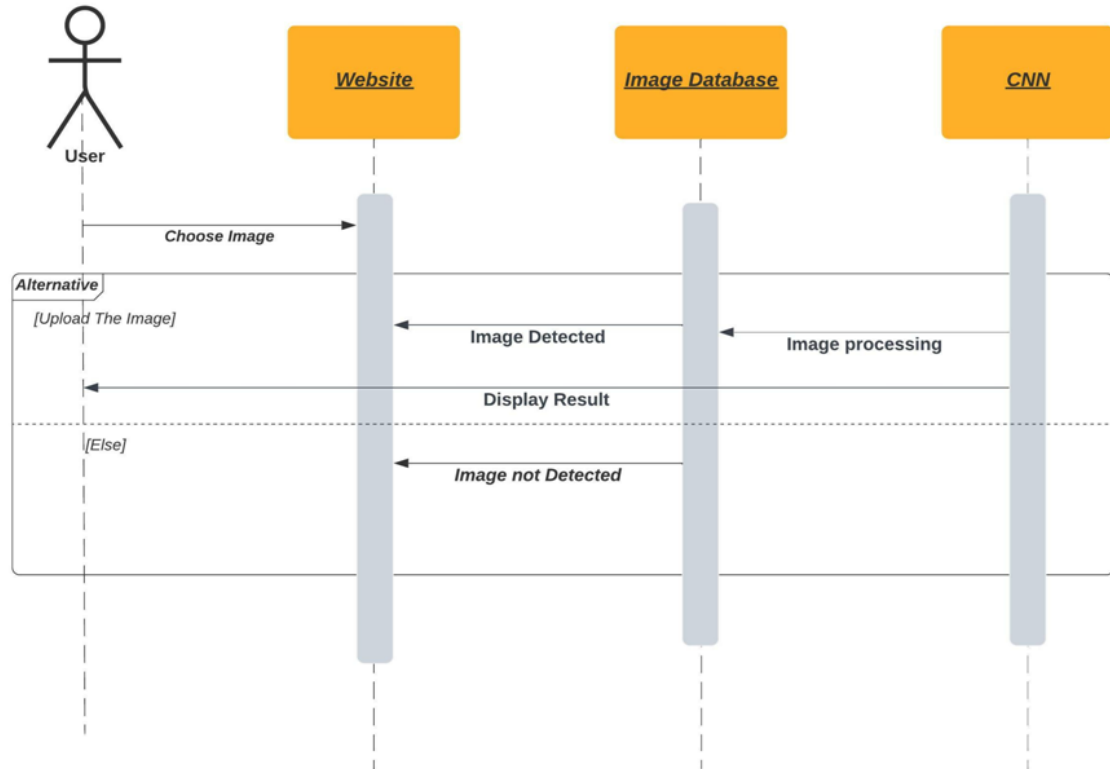 Website
Image Database
CNN
User
Choose Image
Alternative
[Upload The Image]
Image Detected
Image processing
Display Result
[Else]
Image not Detected